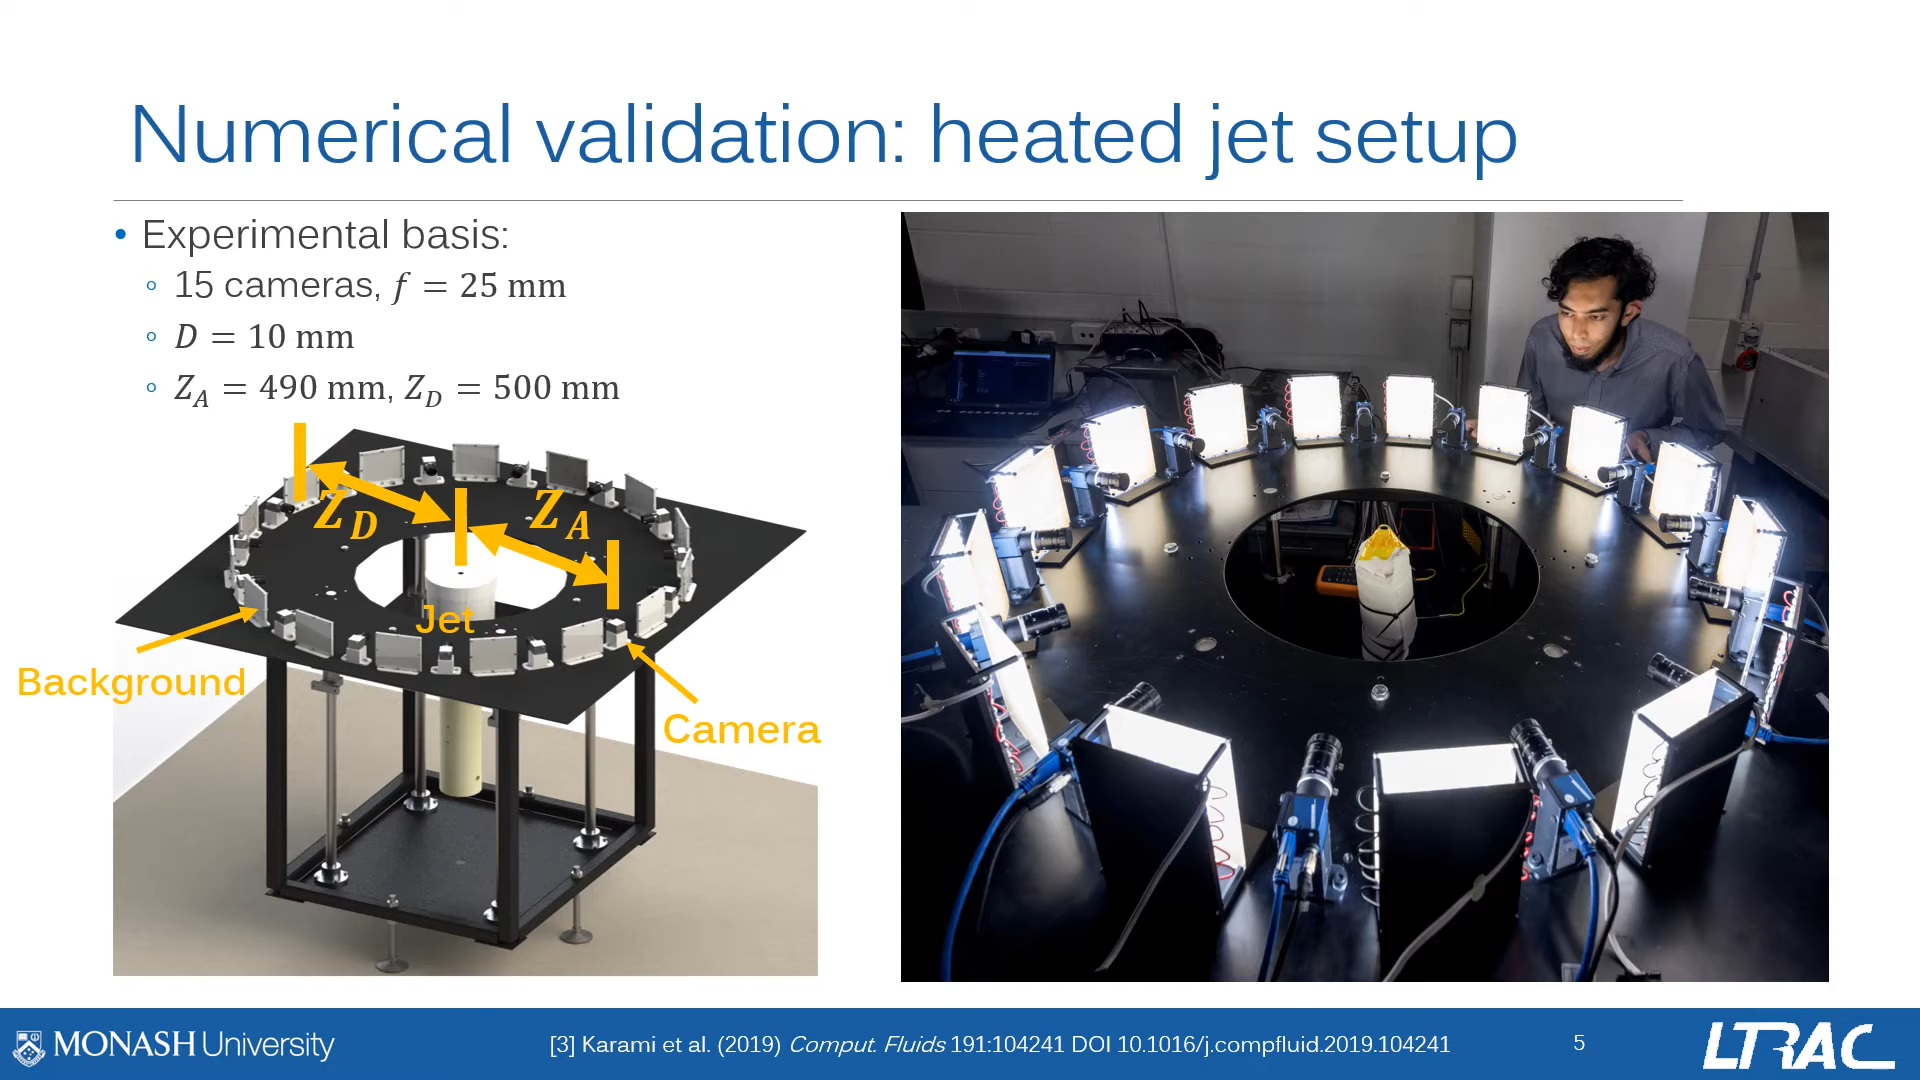 Numerical validation: heated jet setup
• Experimental basis:
◦ 15 cameras, f = 25 mm
◦ D = 10 mm
◦ Z_A = 490 mm, Z_D = 500 mm
Z_D
Z_A
Jet
Background
Camera
MONASH University
[3] Karami et al. (2019) Comput. Fluids 191:104241 DOI 10.1016/j.compfluid.2019.104241
5
LTRAC